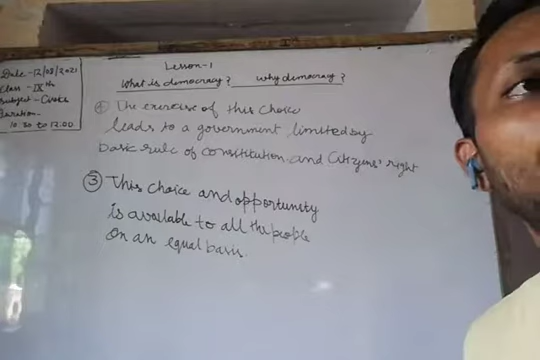 Date-12/08/2021
Class-IXth
Subject-Civics
Duration
10:30 to 12:00
Lesson-1
What is democracy? why democracy?
The exercise of this choice
leads to a government limited by
basic rule of constitution and citizens' right
③ This choice and opportunity
is available to all the people
on an equal basis.